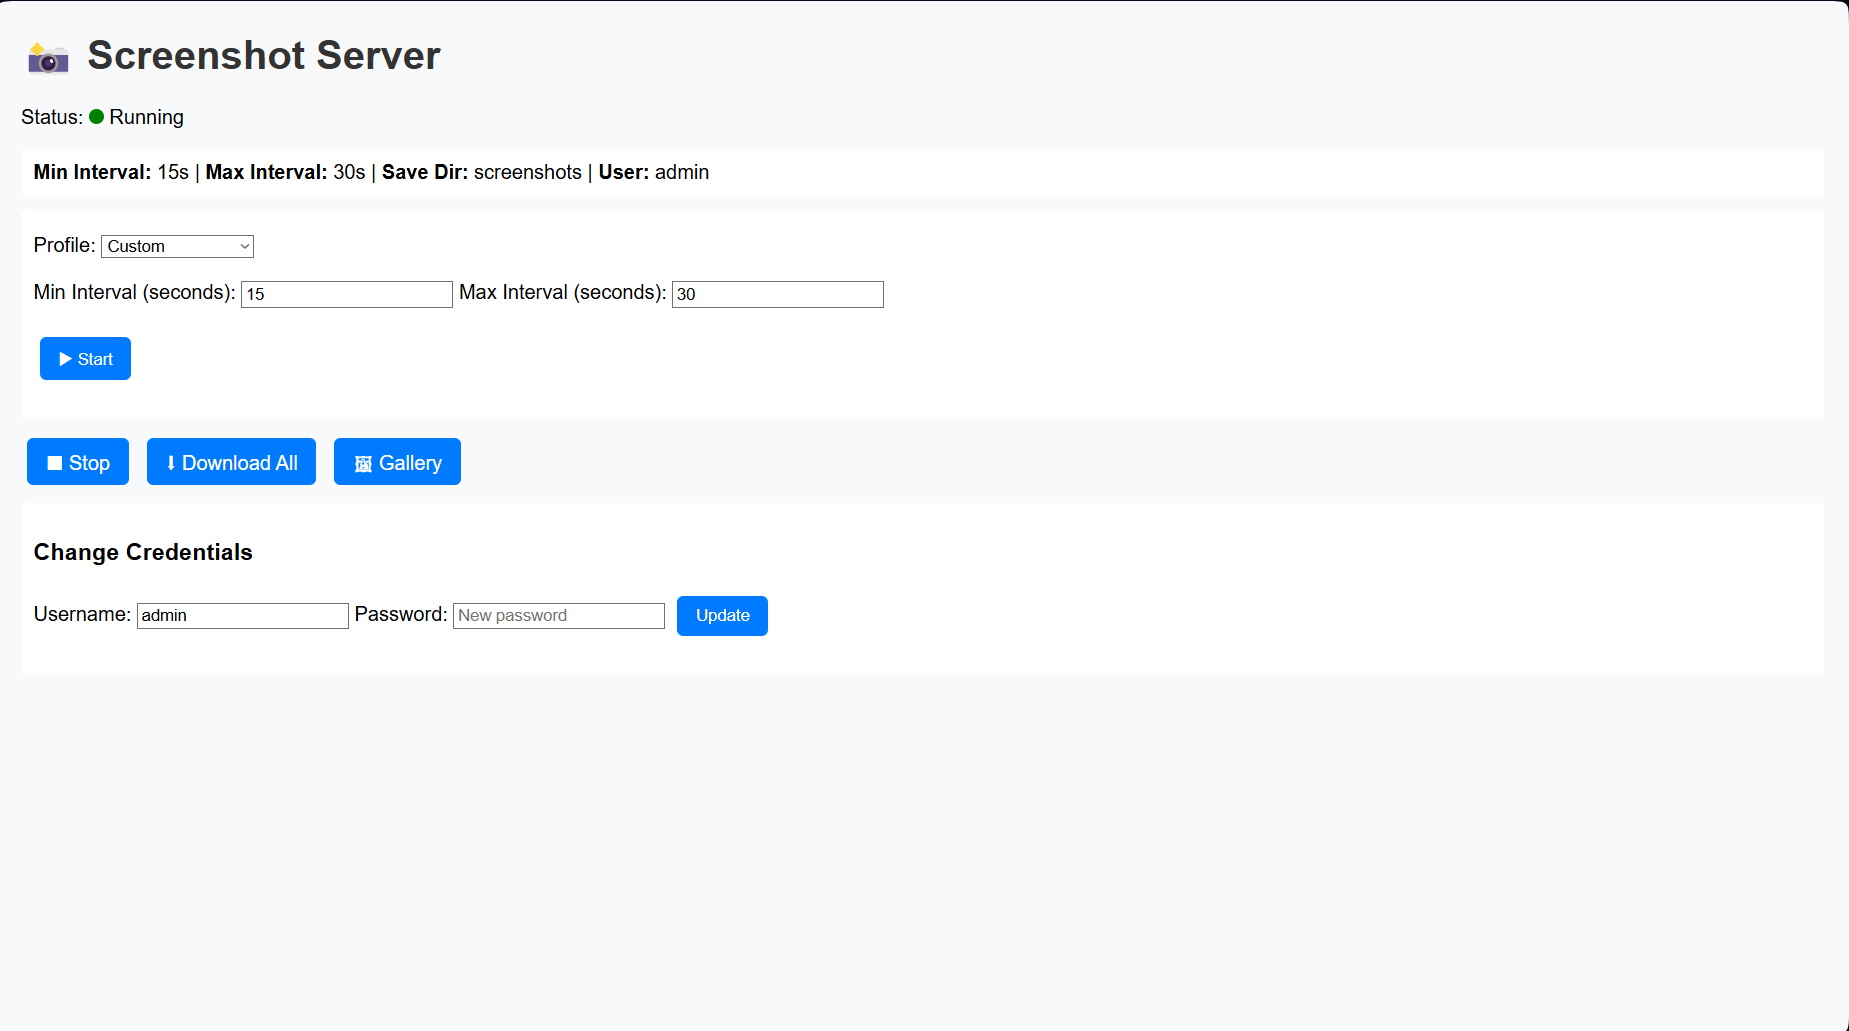 Screenshot Server
Status: Running
Min Interval: 15s | Max Interval: 30s | Save Dir: screenshots | User: admin
Profile: Custom
Min Interval (seconds): 15 Max Interval (seconds): 30
Start
Stop Download All Gallery
Change Credentials
Username: admin Password: New password Update